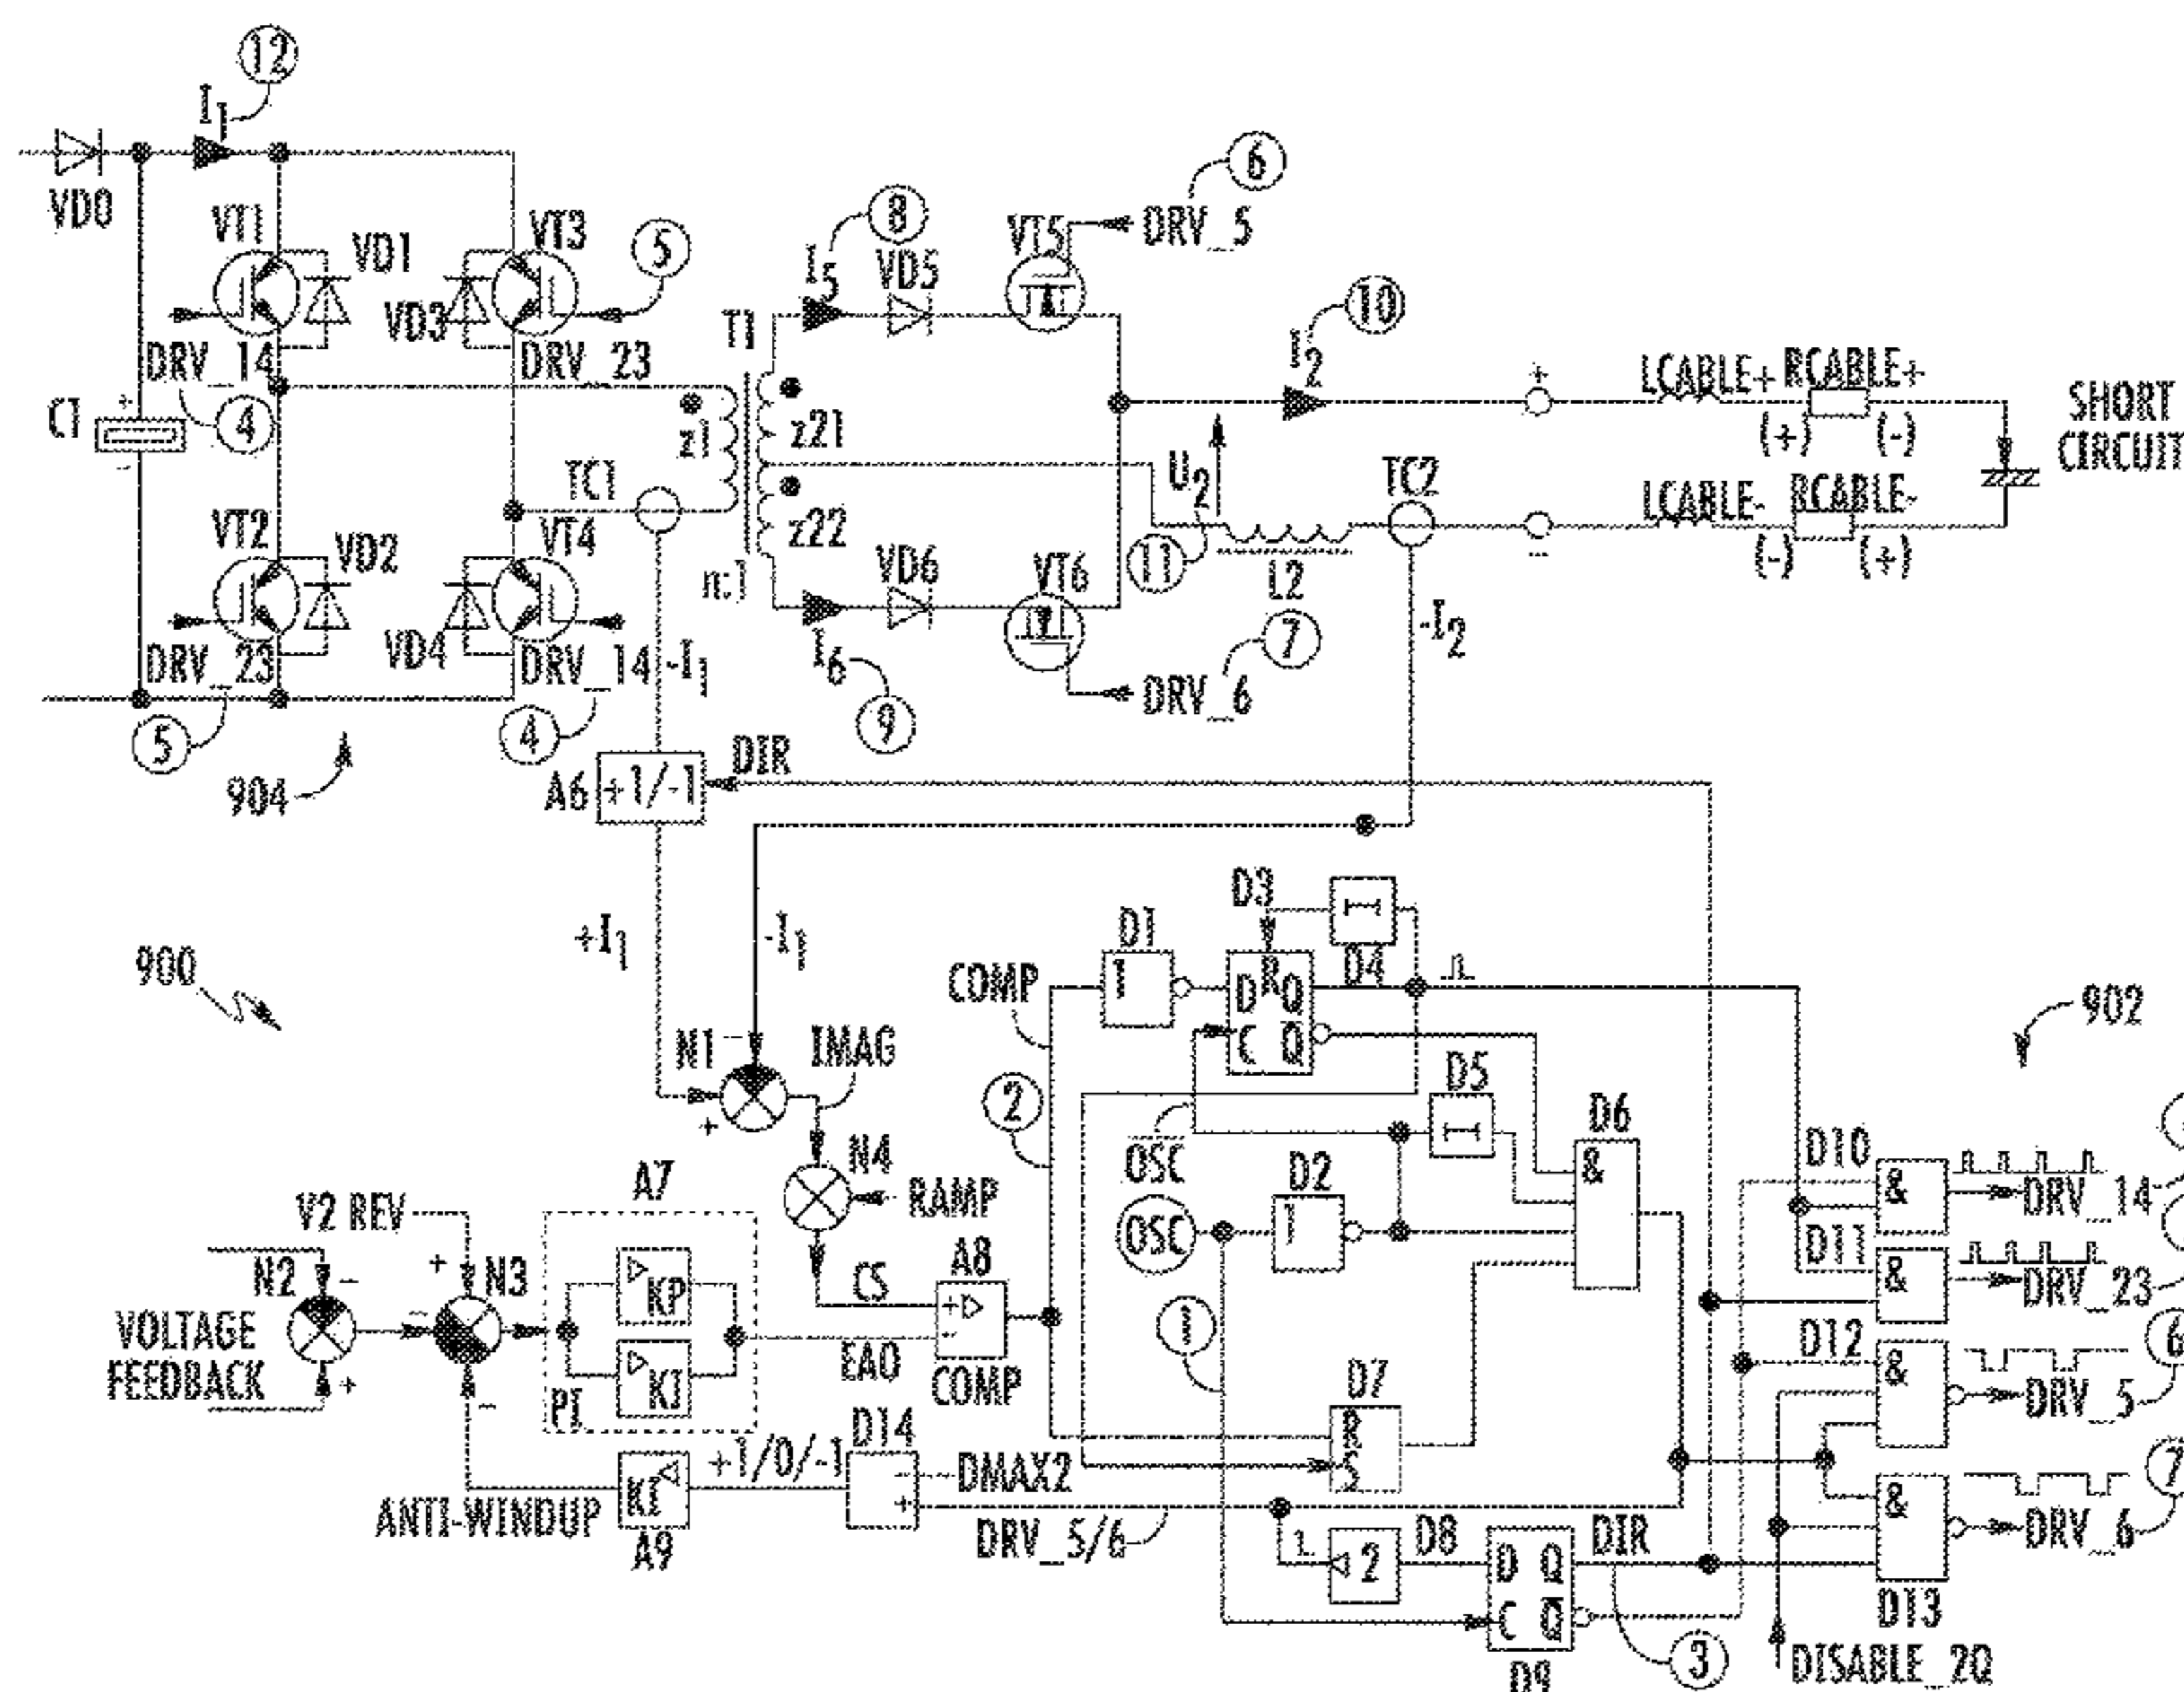 12
I1
VD0
VT1
VD1
VT3
5
VD3
DRV_14
DRV_23
4
C1
+
-
VT2
VD2
VT4
VD4
DRV_23
DRV_14
5
4
904
TC1
T1
z1
z21
z22
n:1
-I1
8
I5
VD5
VT5
DRV_5
6
VD6
VT6
I6
9
DRV_6
7
I2
10
U2
11
L2
TC2
-I2
+
-
LCABLE+
RCABLE+
(+)
(-)
LCABLE-
RCABLE-
(-)
(+)
SHORT
CIRCUIT
A6
+1/-1
DIR
+I1
-I1
900
902
N1
-
+
IMAG
N4
RAMP
CS
V2 REV
+
N2
-
+
N3
-
-
VOLTAGE
FEEDBACK
A7
KP
KI
PI
EAO
A8
+
-
COMP
ANTI-WINDUP
KI
A9
+1/0/-1
D14
-
+
DMAX2
DRV_5/6
COMP
2
D1
1
D3
D R Q
C Q
D4
D5
OSC
OSC
D2
1
1
D6
&
D7
R
S
D8
2
D9
D Q
C Q
DIR
3
D10
&
DRV_14
D11
&
DRV_23
D12
&
DRV_5
6
&
D13
DRV_6
7
DISABLE_2Q